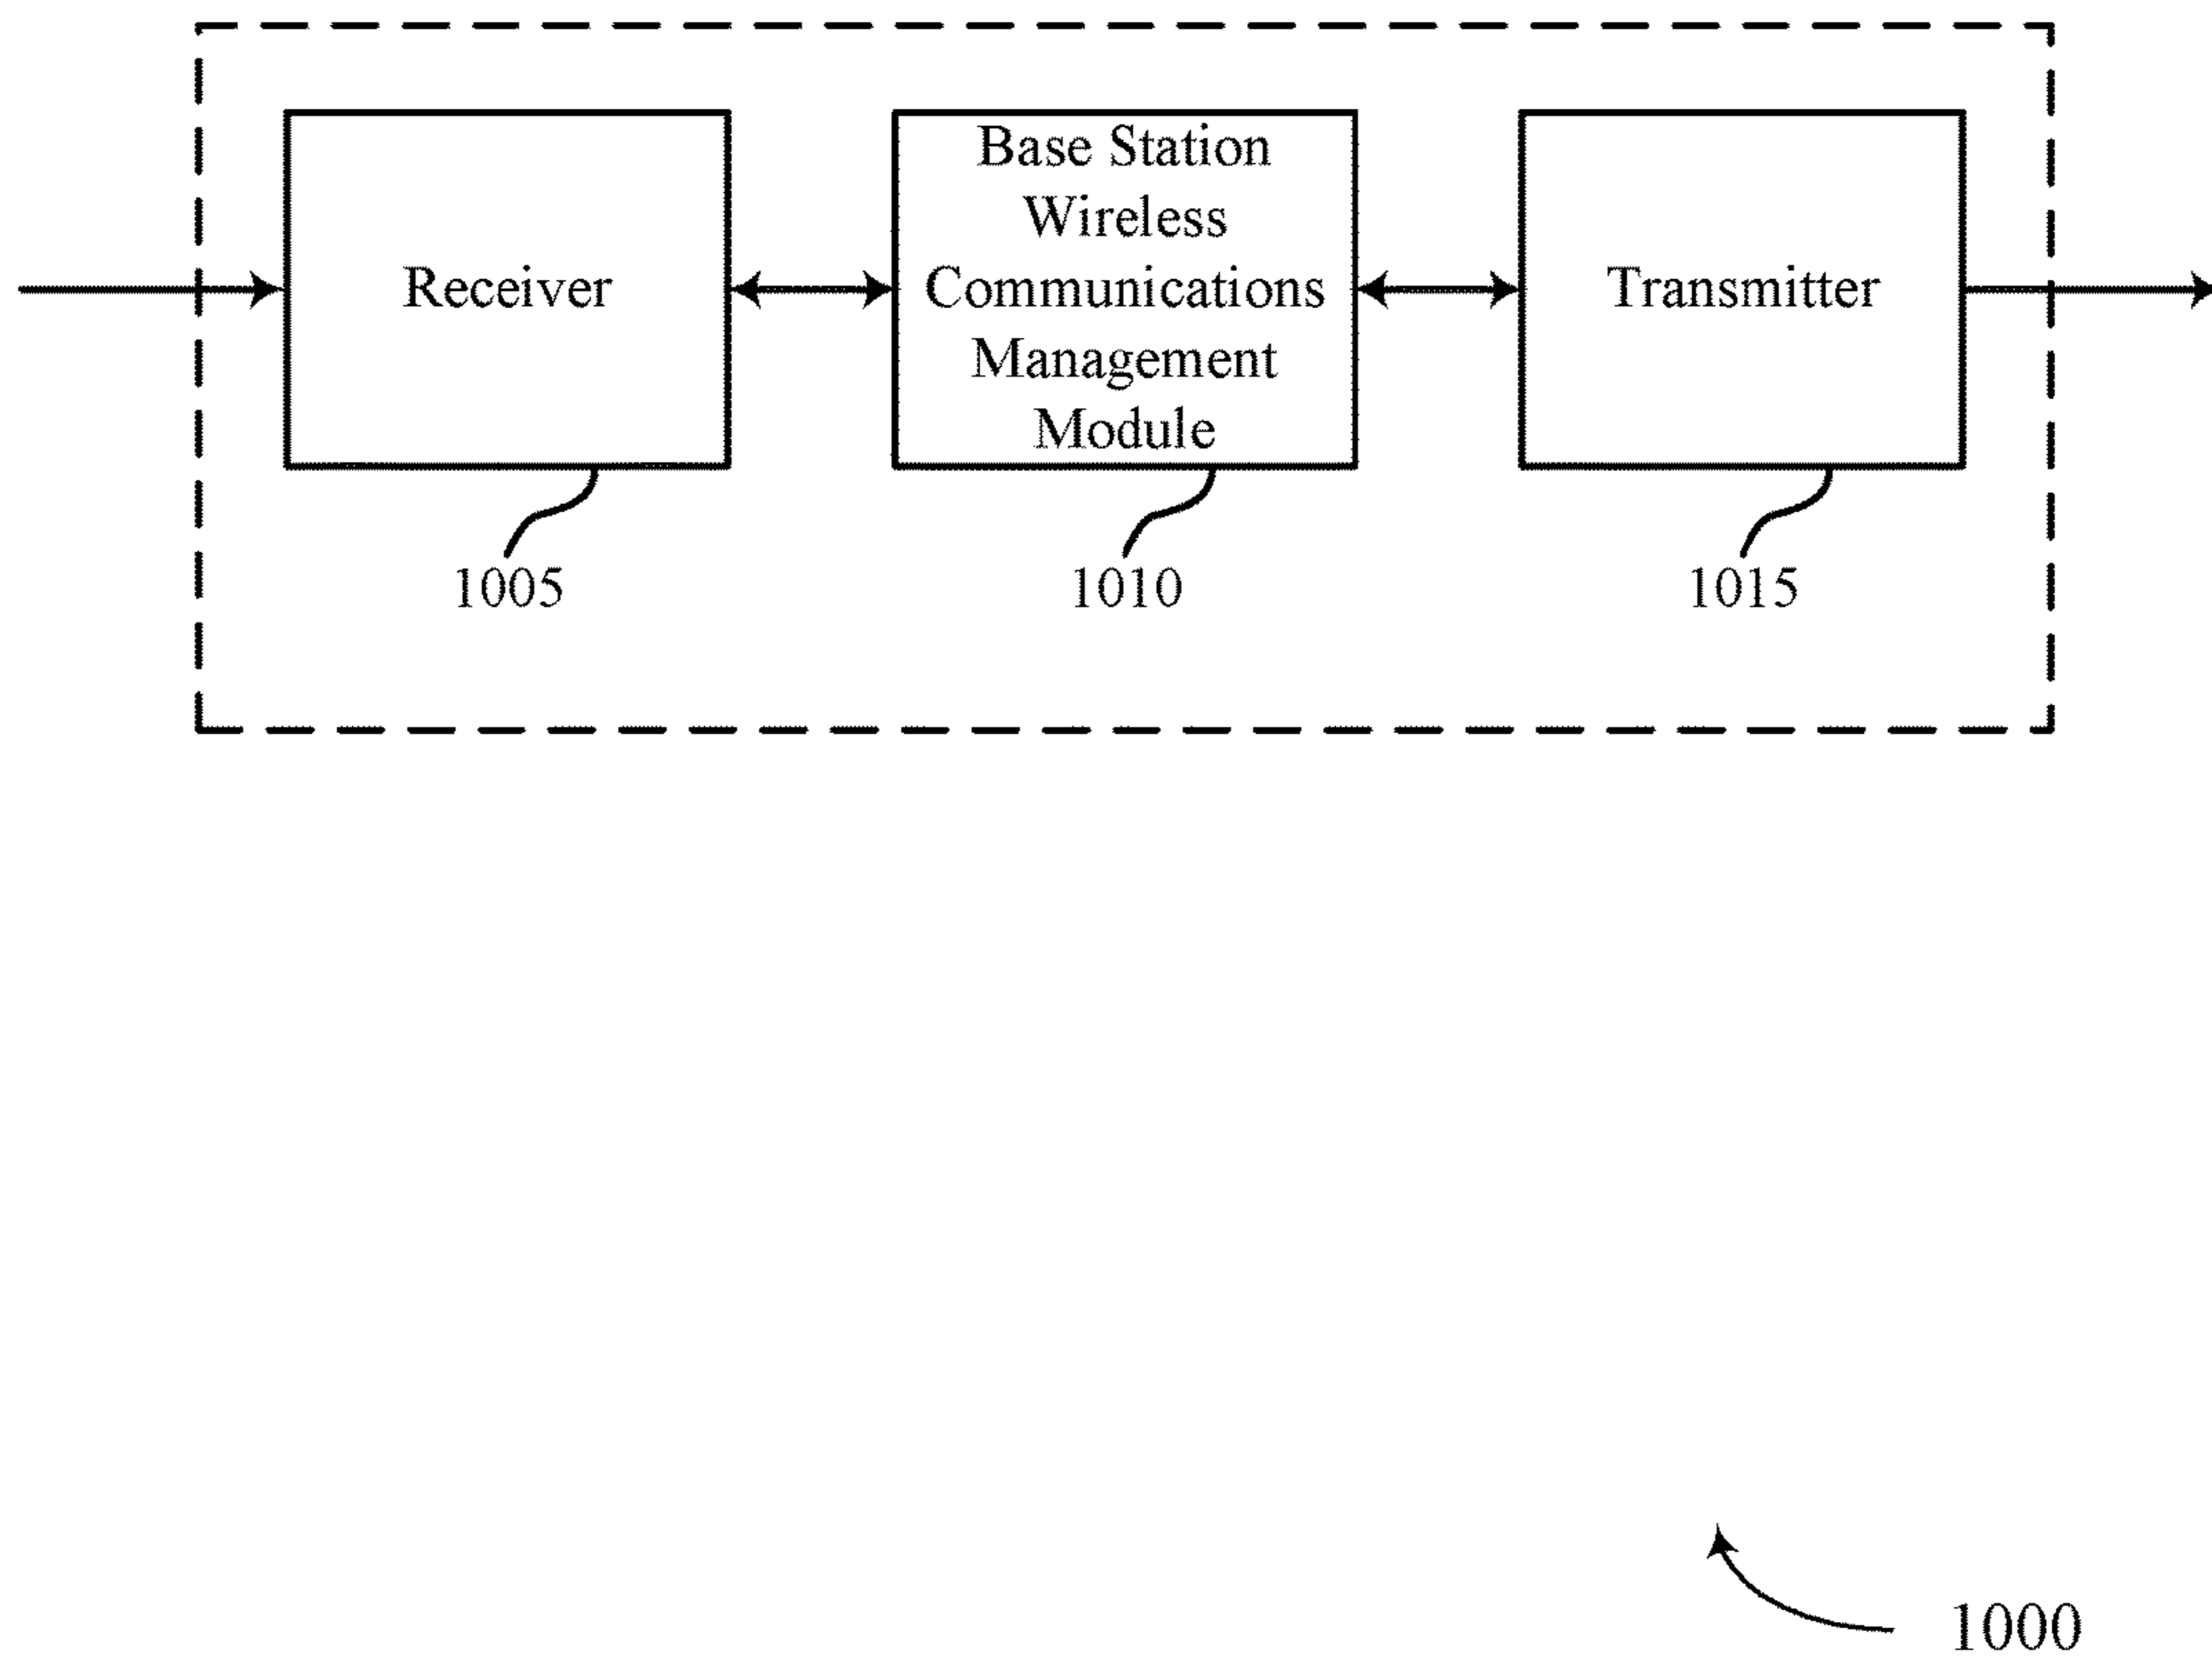 Receiver
Base Station
Wireless
Communications
Management
Module
Transmitter
1005
1010
1015
1000